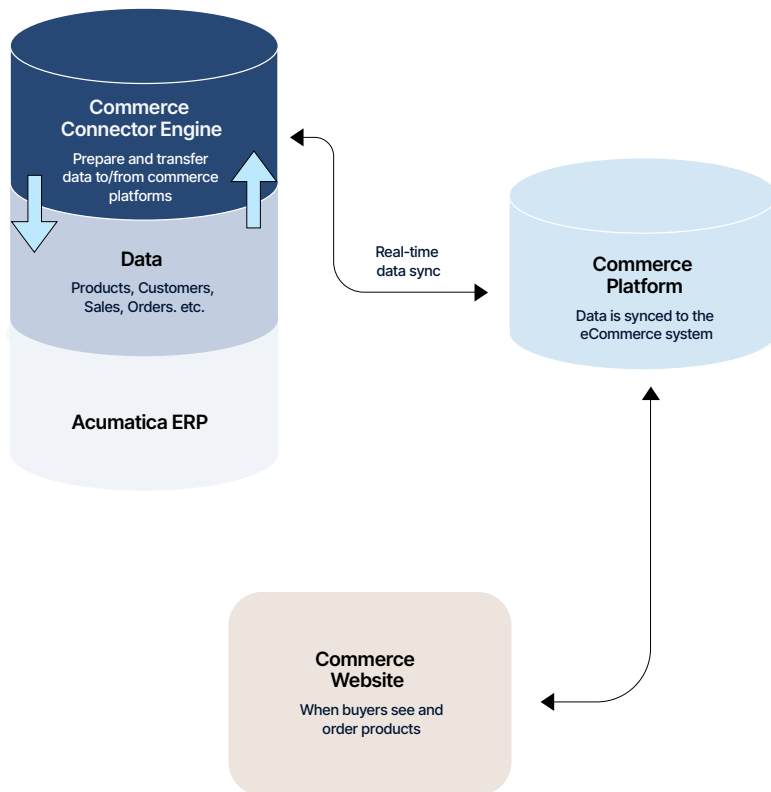 Commerce
Connector Engine
Prepare and transfer
data to/from commerce
platforms
Data
Products, Customers,
Sales, Orders. etc.
Acumatica ERP
Real-time
data sync
Commerce
Platform
Data is synced to the
eCommerce system
Commerce
Website
When buyers see and
order products